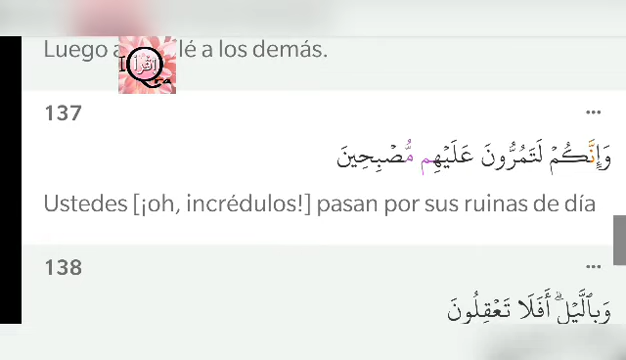 Luego a lé a los demás.
اقرأ
137
وَإِنَّكُمْ لَتَمُرُّونَ عَلَيْهِم مُّصْبِحِينَ
Ustedes [¡oh, incrédulos!] pasan por sus ruinas de día
138
وَبِٱلَّيْلِ ۗ أَفَلَا تَعْقِلُونَ